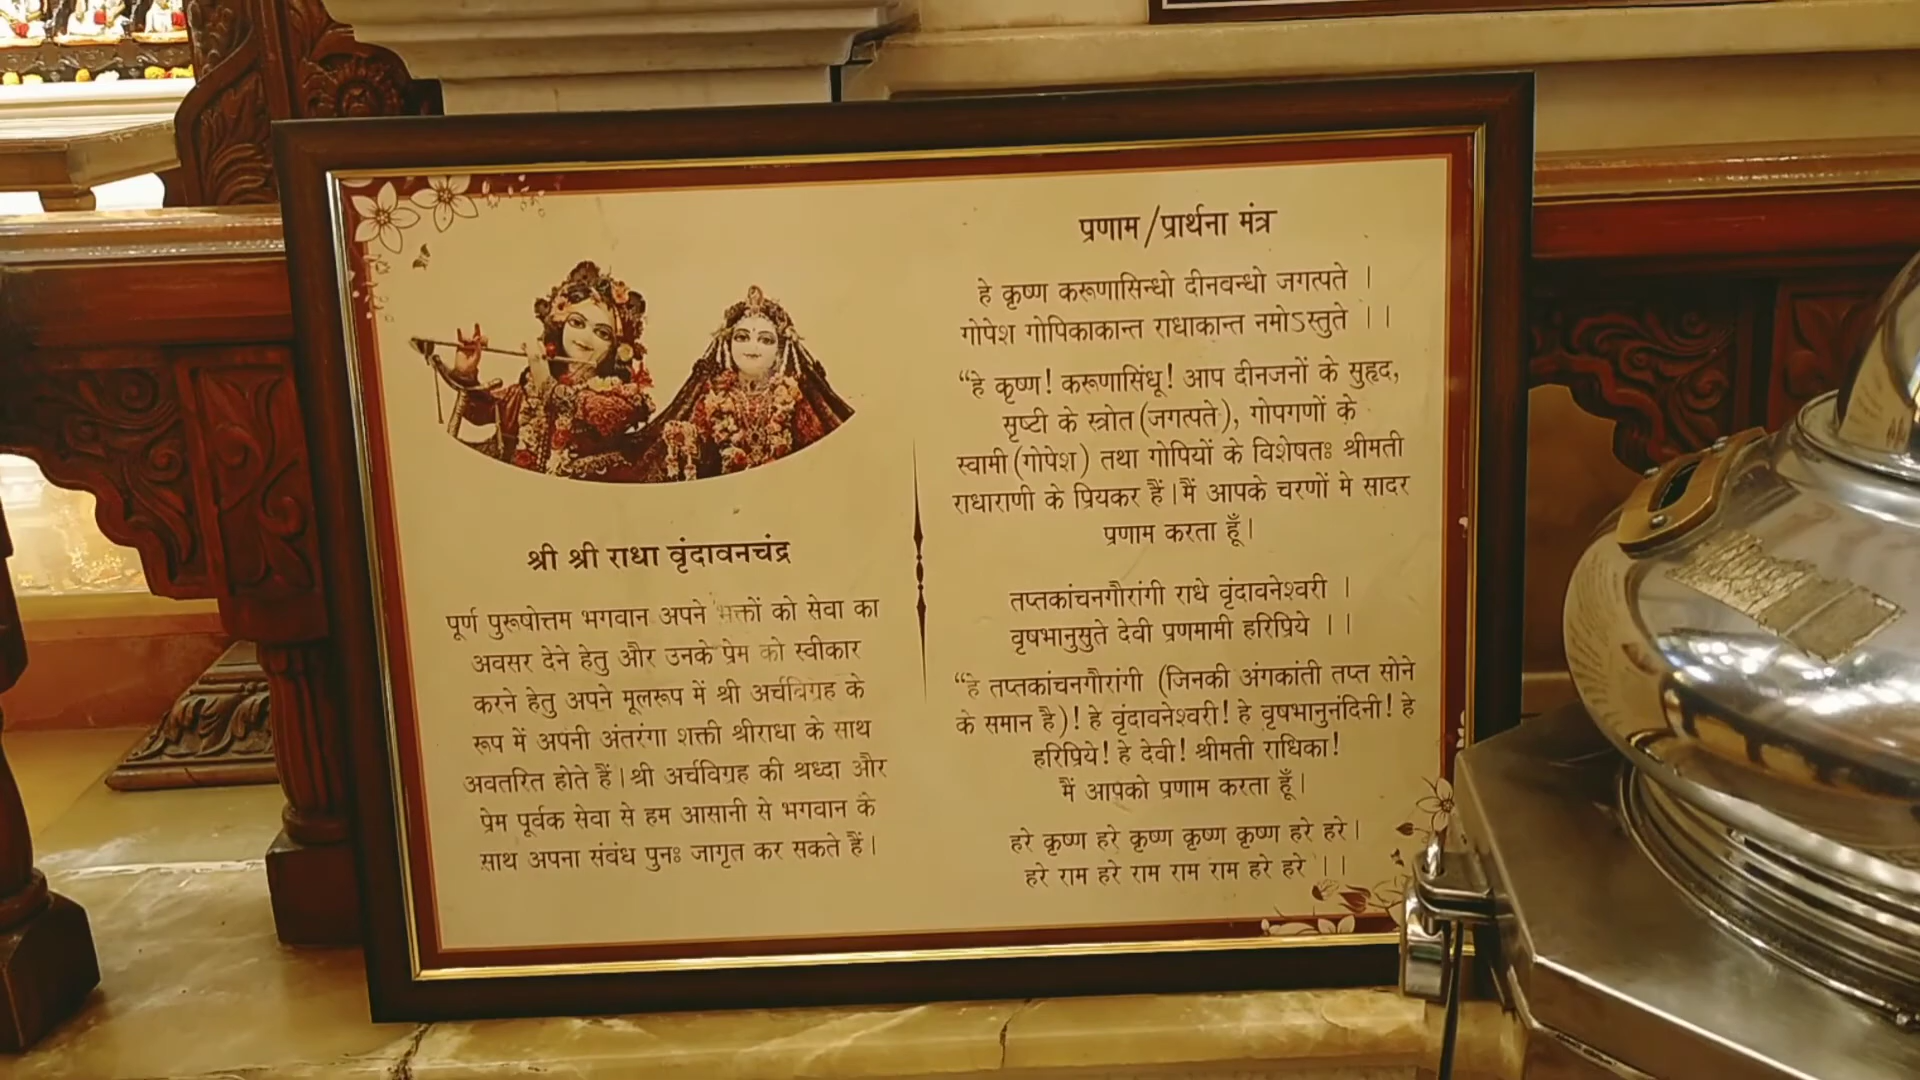 श्री श्री राधा वृंदावनचंद्र
पूर्ण पुरूषोत्तम भगवान अपने भक्तों को सेवा का
अवसर देने हेतु और उनके प्रेम को स्वीकार
करने हेतु अपने मूलरूप में श्री अर्चविग्रह के
रूप में अपनी अंतरंगा शक्ती श्रीराधा के साथ
अवतरित होते हैं। श्री अर्चविग्रह की श्रध्दा और
प्रेम पूर्वक सेवा से हम आसानी से भगवान के
साथ अपना संबंध पुनः जागृत कर सकते हैं।
प्रणाम/प्रार्थना मंत्र
हे कृष्ण करूणासिन्धो दीनवन्धो जगत्पते ।
गोपेश गोपिकाकान्त राधाकान्त नमोऽस्तुते ।।
“हे कृष्ण! करूणासिंधू! आप दीनजनों के सुहृद,
सृष्टी के स्त्रोत (जगत्पते), गोपगणों के
स्वामी (गोपेश) तथा गोपियों के विशेषतः श्रीमती
राधाराणी के प्रियकर हैं। मैं आपके चरणों मे सादर
प्रणाम करता हूँ।
तप्तकांचनगौरांगी राधे वृंदावनेश्वरी ।
वृषभानुसुते देवी प्रणमामी हरिप्रिये ।।
“हे तप्तकांचनगौरांगी (जिनकी अंगकांती तप्त सोने
के समान है)! हे वृंदावनेश्वरी! हे वृषभानुनंदिनी! हे
हरिप्रिये! हे देवी! श्रीमती राधिका!
मैं आपको प्रणाम करता हूँ।
हरे कृष्ण हरे कृष्ण कृष्ण कृष्ण हरे हरे।
हरे राम हरे राम राम राम हरे हरे ।।